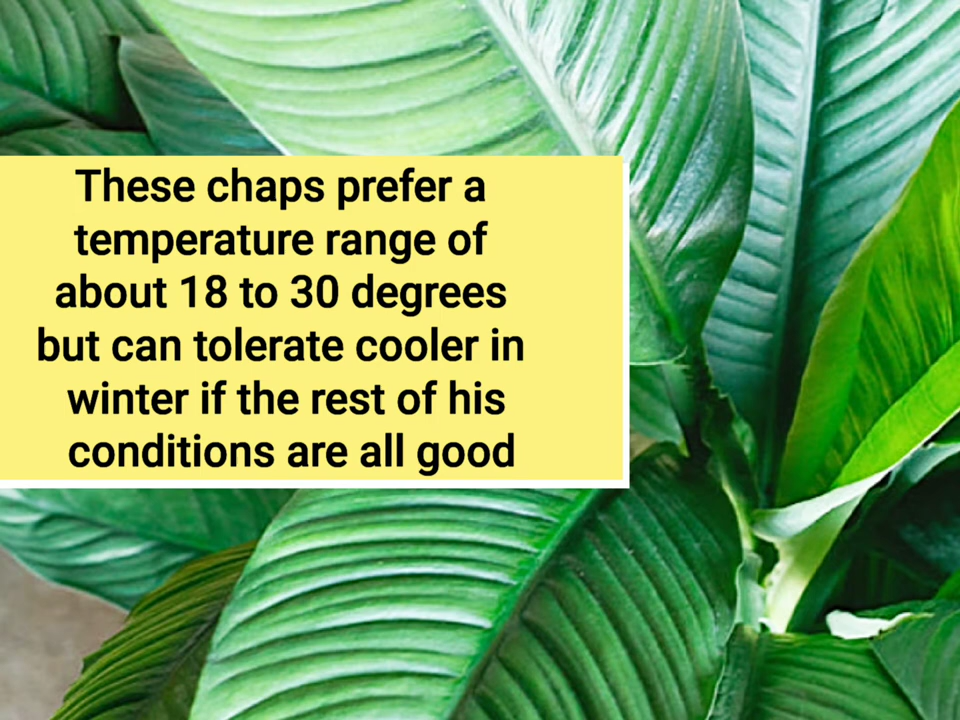 These chaps prefer a
temperature range of
about 18 to 30 degrees
but can tolerate cooler in
winter if the rest of his
conditions are all good